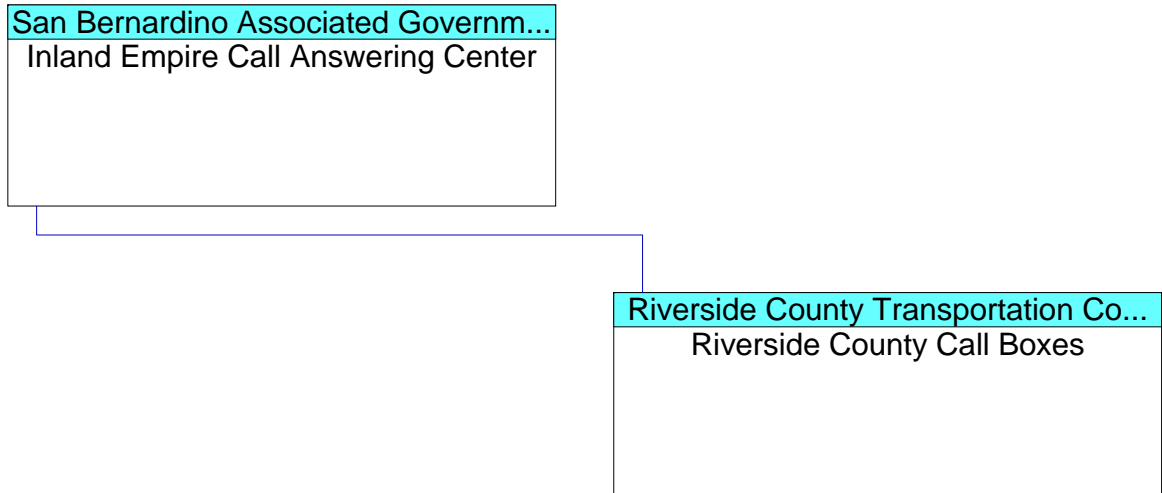 San Bernardino Associated Governm...
Inland Empire Call Answering Center
Riverside County Transportation Co...
Riverside County Call Boxes